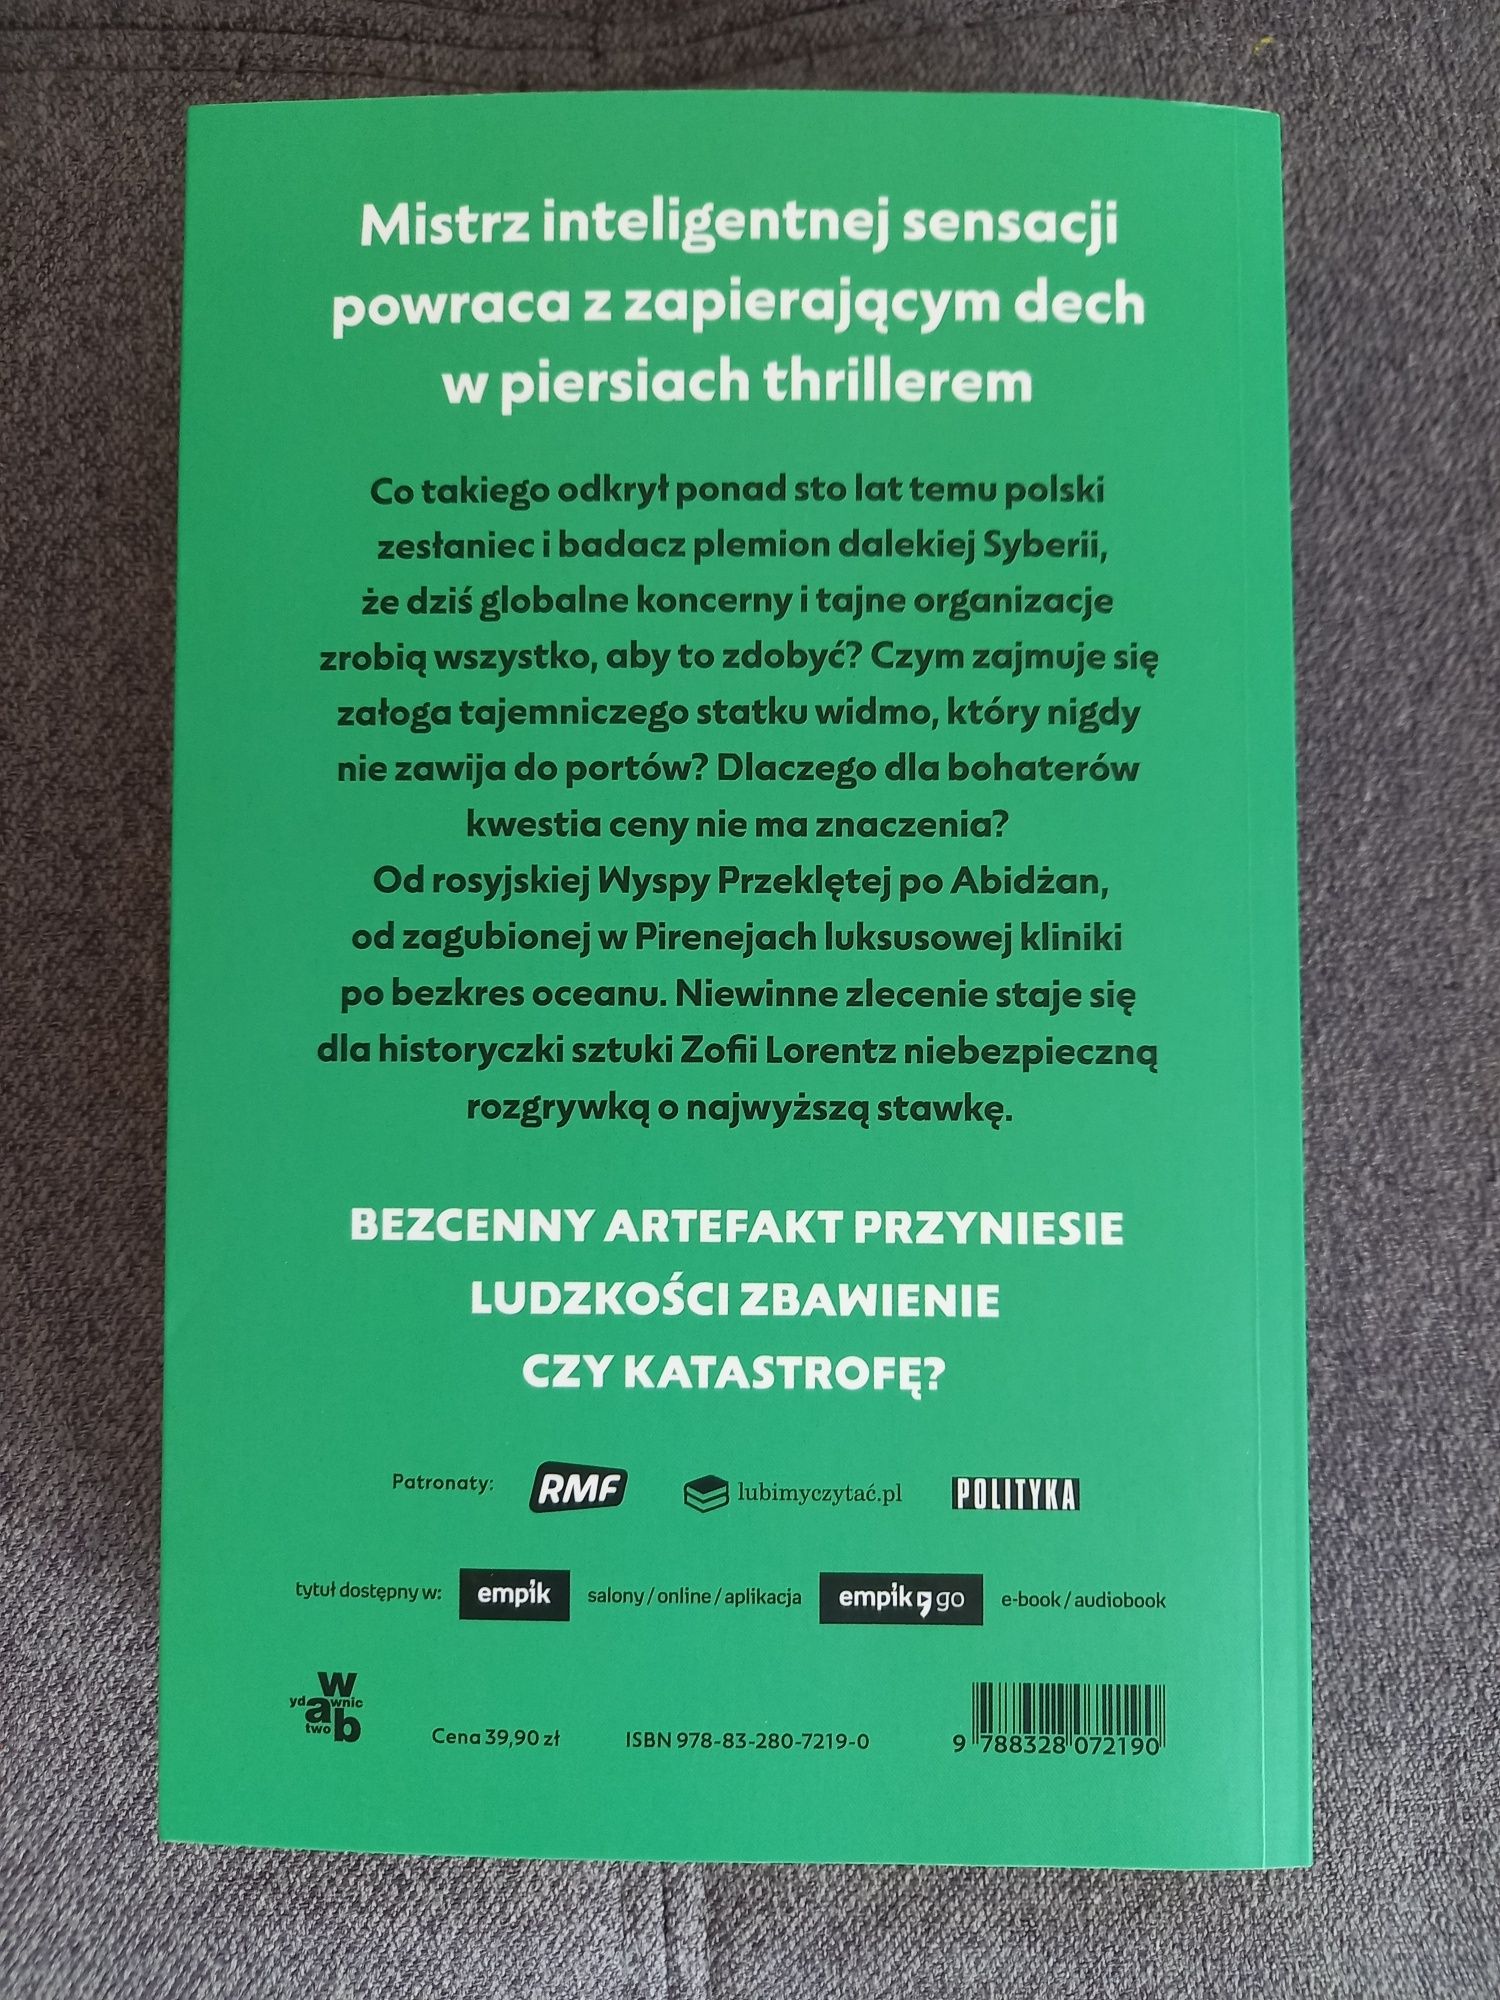 Mistrz inteligentnej sensacji
powraca z zapierającym dech
w piersiach thrillerem
Co takiego odkrył ponad sto lat temu polski
zesłaniec i badacz plemion dalekiej Syberii,
że dziś globalne koncerny i tajne organizacje
zrobią wszystko, aby to zdobyć? Czym zajmuje się
załoga tajemniczego statku widmo, który nigdy
nie zawija do portów? Dlaczego dla bohaterów
kwestia ceny nie ma znaczenia?
Od rosyjskiej Wyspy Przeklętej po Abidżan,
od zagubionej w Pirenejach luksusowej kliniki
po bezkres oceanu. Niewinne zlecenie staje się
dla historyczki sztuki Zofii Lorentz niebezpieczną
rozgrywką o najwyższą stawkę.
BEZCENNY ARTEFAKT PRZYNIESIE
LUDZKOŚCI ZBAWIENIE
CZY KATASTROFĘ?
Patronaty: RMF lubimyczytać.pl POLITYKA
tytuł dostępny w: empik salony / online / aplikacja empik go e-book / audiobook
wydawnictwo wab
Cena 39,90 zł ISBN 978-83-280-7219-0
9 788328 072190